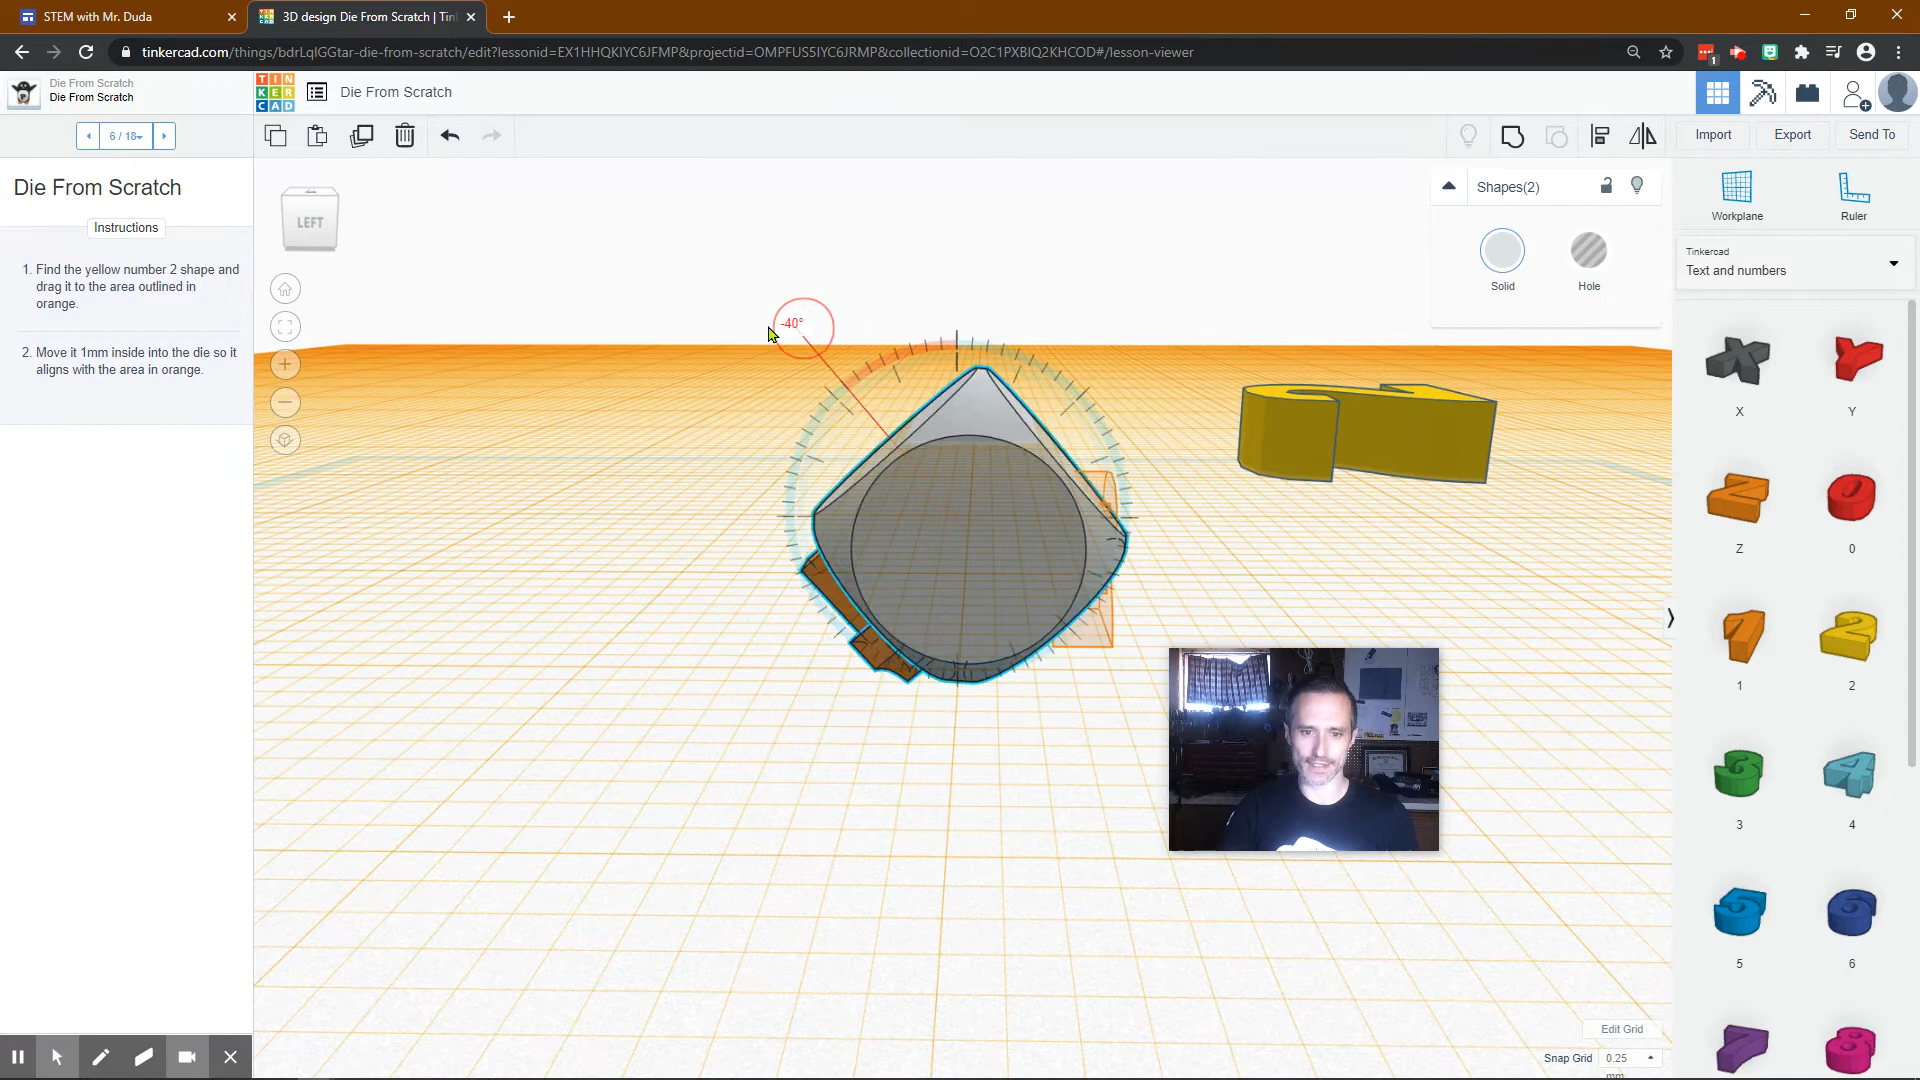 STEM with Mr. Duda
3D design Die From Scratch | Tin
tinkercad.com/things/bdrLqlGGtar-die-from-scratch/edit?lessonid=EX1HHQKIYC6JFMP&projectid=OMPFUS5IYC6JRMP&collectionid=O2C1PXBIQ2KHCOD#/lesson-viewer
1
Die From Scratch
Die From Scratch
TIN
KER
CAD
Die From Scratch
6 / 18
Import
Export
Send To
Die From Scratch
Instructions
1. Find the yellow number 2 shape and
drag it to the area outlined in
orange.
2. Move it 1mm inside into the die so it
aligns with the area in orange.
LEFT
-40°
Shapes(2)
Solid
Hole
Workplane
Ruler
Tinkercad
Text and numbers
X
Y
Z
0
1
2
3
4
5
6
Edit Grid
Snap Grid
0.25
mm